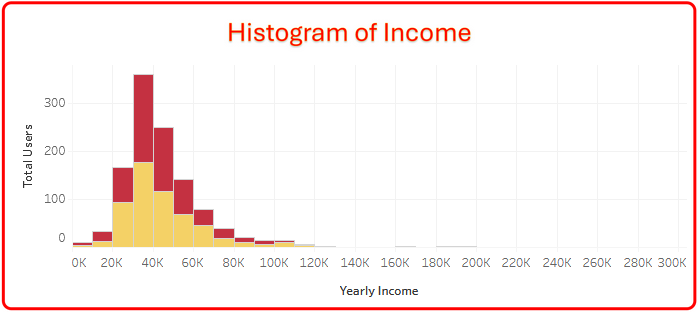 Histogram of Income
Total Users
300
200
100
0
0K 20K 40K 60K 80K 100K 120K 140K 160K 180K 200K 220K 240K 260K 280K 300K
Yearly Income